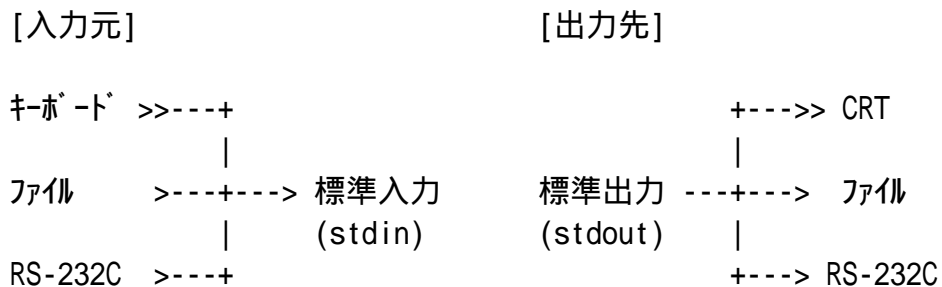 [入力元] [出力先]
ｷｰﾎﾞｰﾄﾞ >>---+ +--->> CRT
| |
ﾌｧｲﾙ >---+---> 標準入力 標準出力 ---+---> ﾌｧｲﾙ
| (stdin) (stdout) |
RS-232C >---+ +---> RS-232C